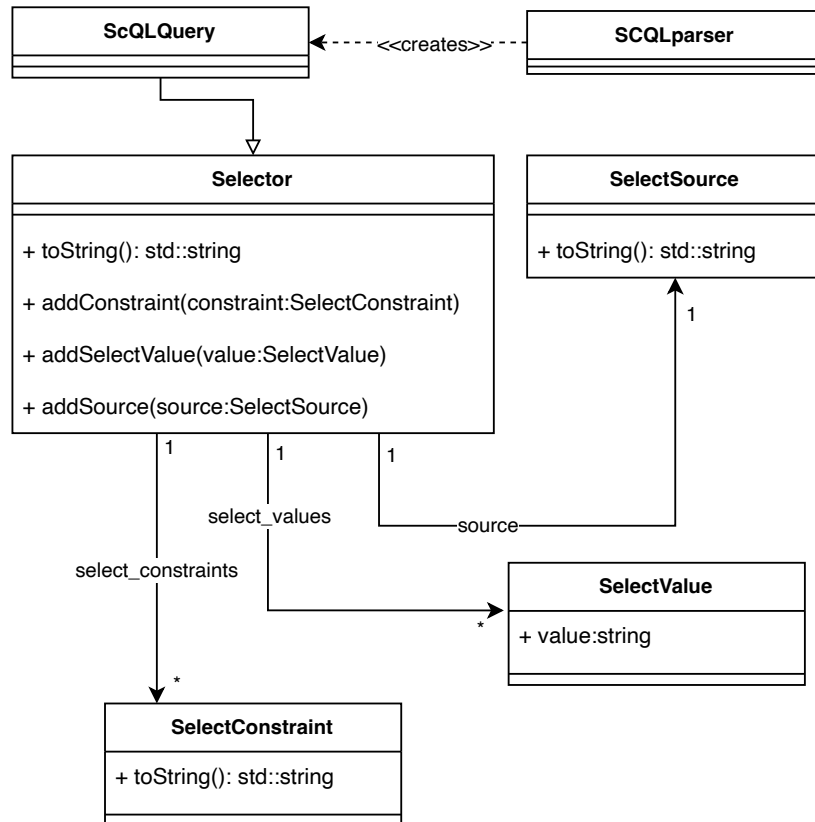 ScQLQuery
<<creates>>
SCQLparser
Selector
+ toString(): std::string
+ addConstraint(constraint:SelectConstraint)
+ addSelectValue(value:SelectValue)
+ addSource(source:SelectSource)
SelectSource
+ toString(): std::string
1
1
1
1
select_values
source
select_constraints
SelectValue
+ value:string
*
*
SelectConstraint
+ toString(): std::string